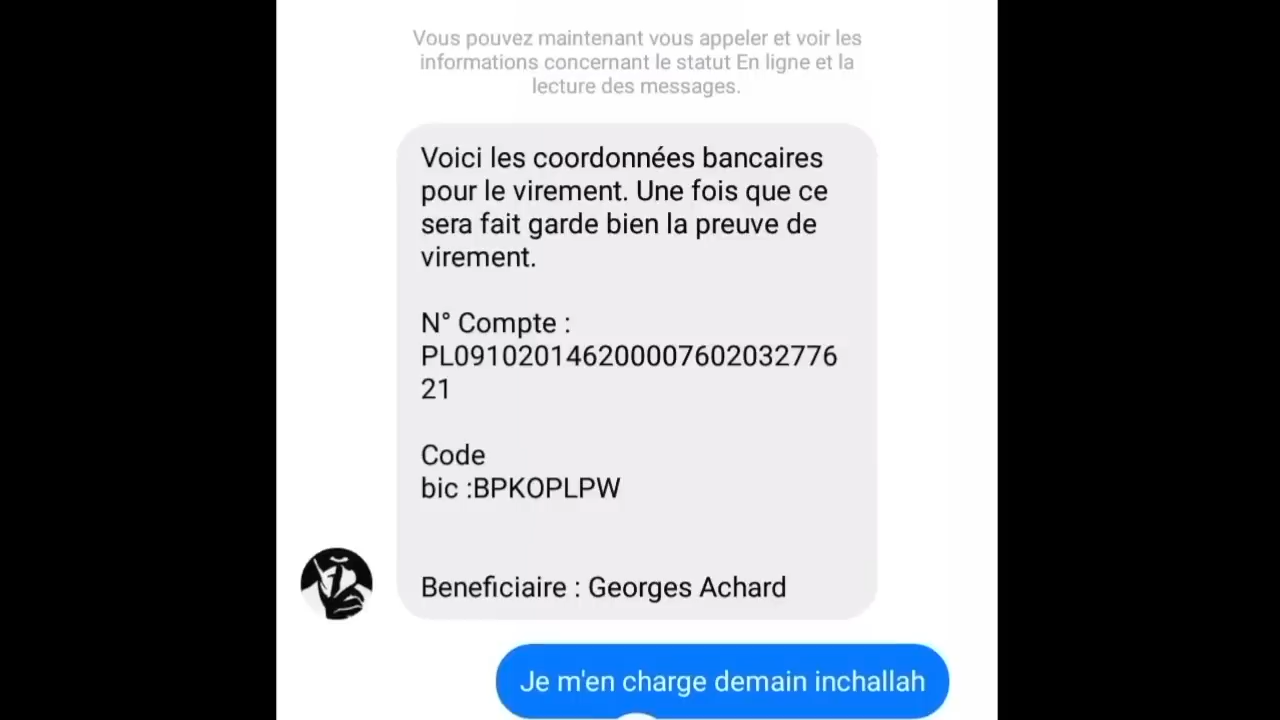 Vous pouvez maintenant vous appeler et voir les
informations concernant le statut En ligne et la
lecture des messages.
Voici les coordonnées bancaires
pour le virement. Une fois que ce
sera fait garde bien la preuve de
virement.
N° Compte :
PL091020146200007602032776
21
Code
bic :BPKOPLPW
Beneficiaire : Georges Achard
Je m'en charge demain inchallah